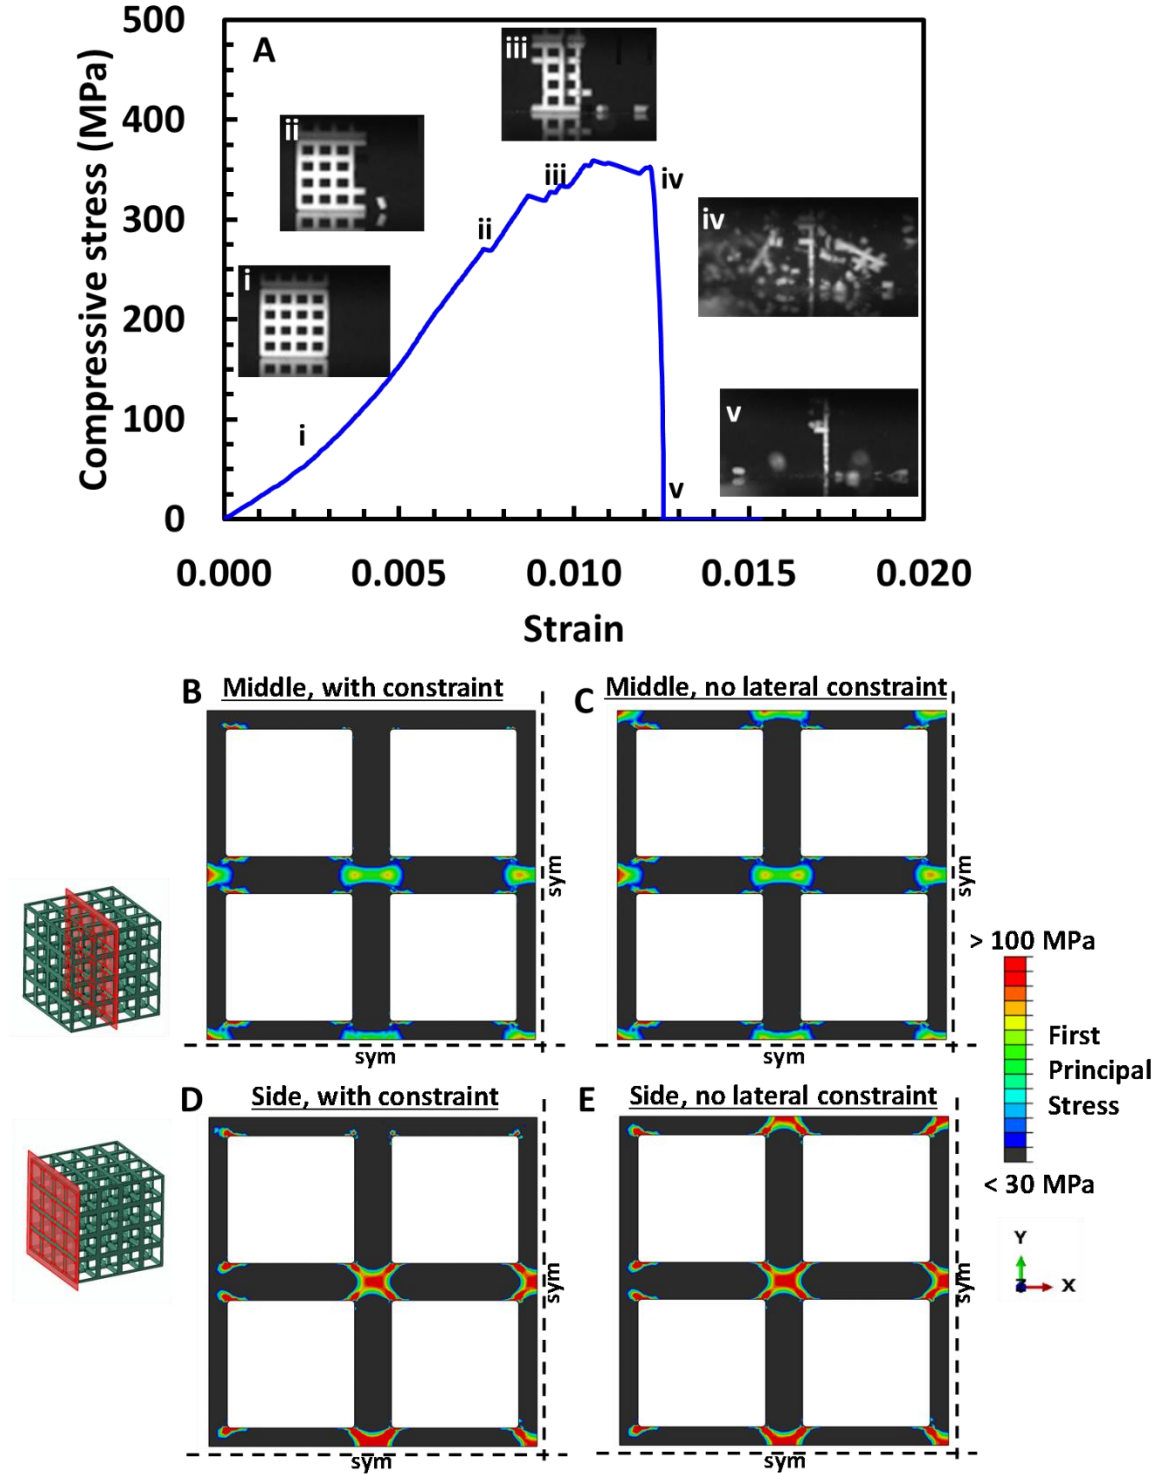 500
A
iii
400
ii
Compressive stress (MPa)
iii
iv
300
iv
ii
i
200
v
100
i
v
0
0.000 0.005 0.010 0.015 0.020
Strain
B Middle, with constraint
C Middle, no lateral constraint
sym
sym
sym
sym
> 100 MPa
First
Principal
Stress
< 30 MPa
D Side, with constraint
E Side, no lateral constraint
sym
sym
sym
sym
Y
Z
X